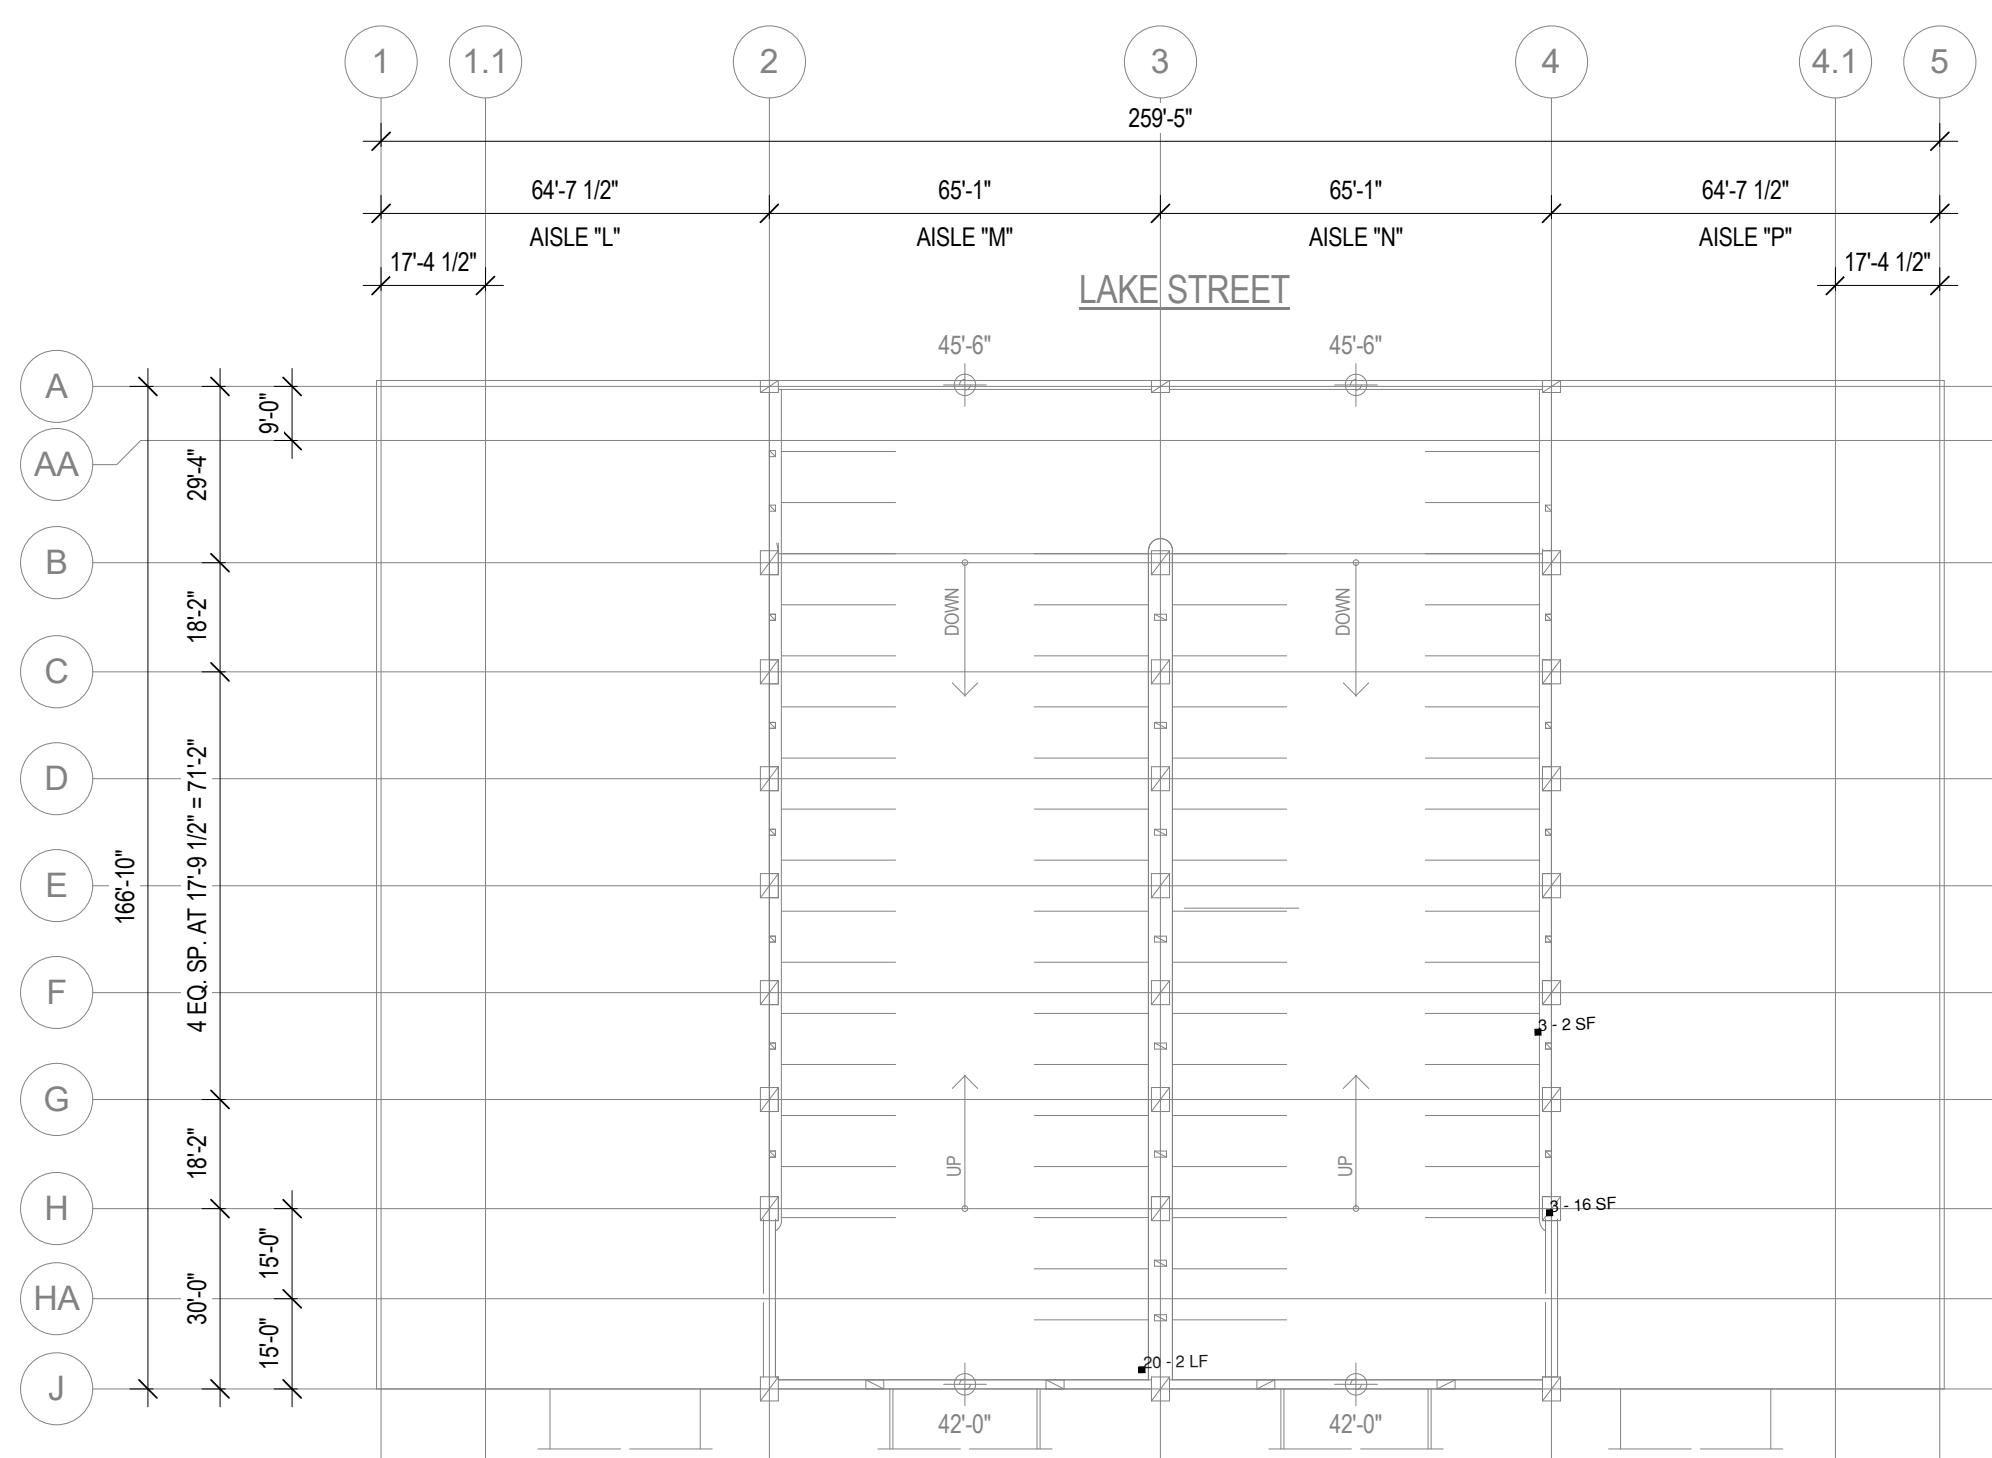 1
1.1
2
3
4
4.1
5
259'-5"
64'-7 1/2"
65'-1"
65'-1"
64'-7 1/2"
AISLE "L"
AISLE "M"
AISLE "N"
AISLE "P"
17'-4 1/2"
17'-4 1/2"
LAKE STREET
45'-6"
45'-6"
A
9'-0"
AA
29'-4"
B
18'-2"
DOWN
DOWN
C
D
4 EQ. SP. AT 17'-9 1/2" = 71'-2"
166'-10"
E
F
3 - 2 SF
G
18'-2"
UP
UP
H
3 - 16 SF
15'-0"
30'-0"
HA
15'-0"
20 - 2 LF
J
42'-0"
42'-0"